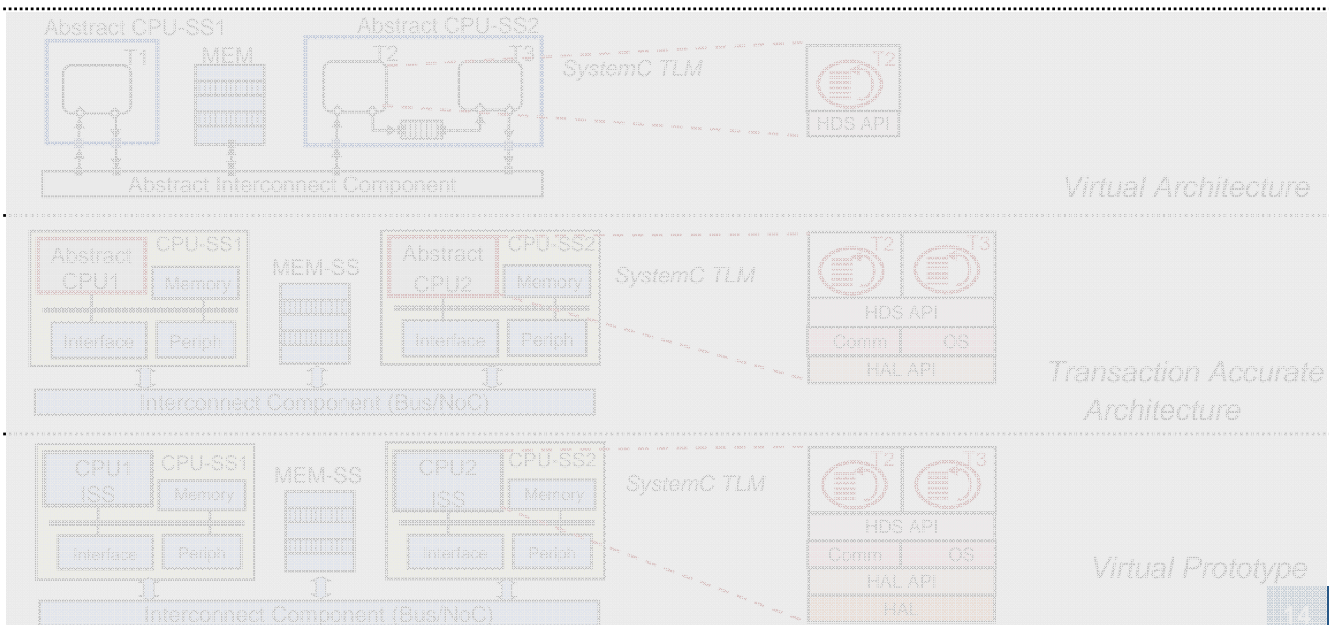 Abstract CPU-SS1
Abstract CPU-SS2
T1
MEM
T2
T3
SystemC TLM
T2
HDS API
Abstract Interconnect Component
Virtual Architecture
Abstract
CPU1
CPU-SS1
Memory
Interface
Periph
MEM-SS
Abstract
CPU2
CPU-SS2
Memory
Interface
Periph
SystemC TLM
T2
T3
HDS API
Comm
OS
HAL API
Interconnect Component (Bus/NoC)
Transaction Accurate
Architecture
CPU1
ISS
CPU-SS1
Memory
Interface
Periph
MEM-SS
CPU2
ISS
CPU-SS2
Memory
Interface
Periph
SystemC TLM
T2
T3
HDS API
Comm
OS
HAL API
HAL
Interconnect Component (Bus/NoC)
Virtual Prototype
14